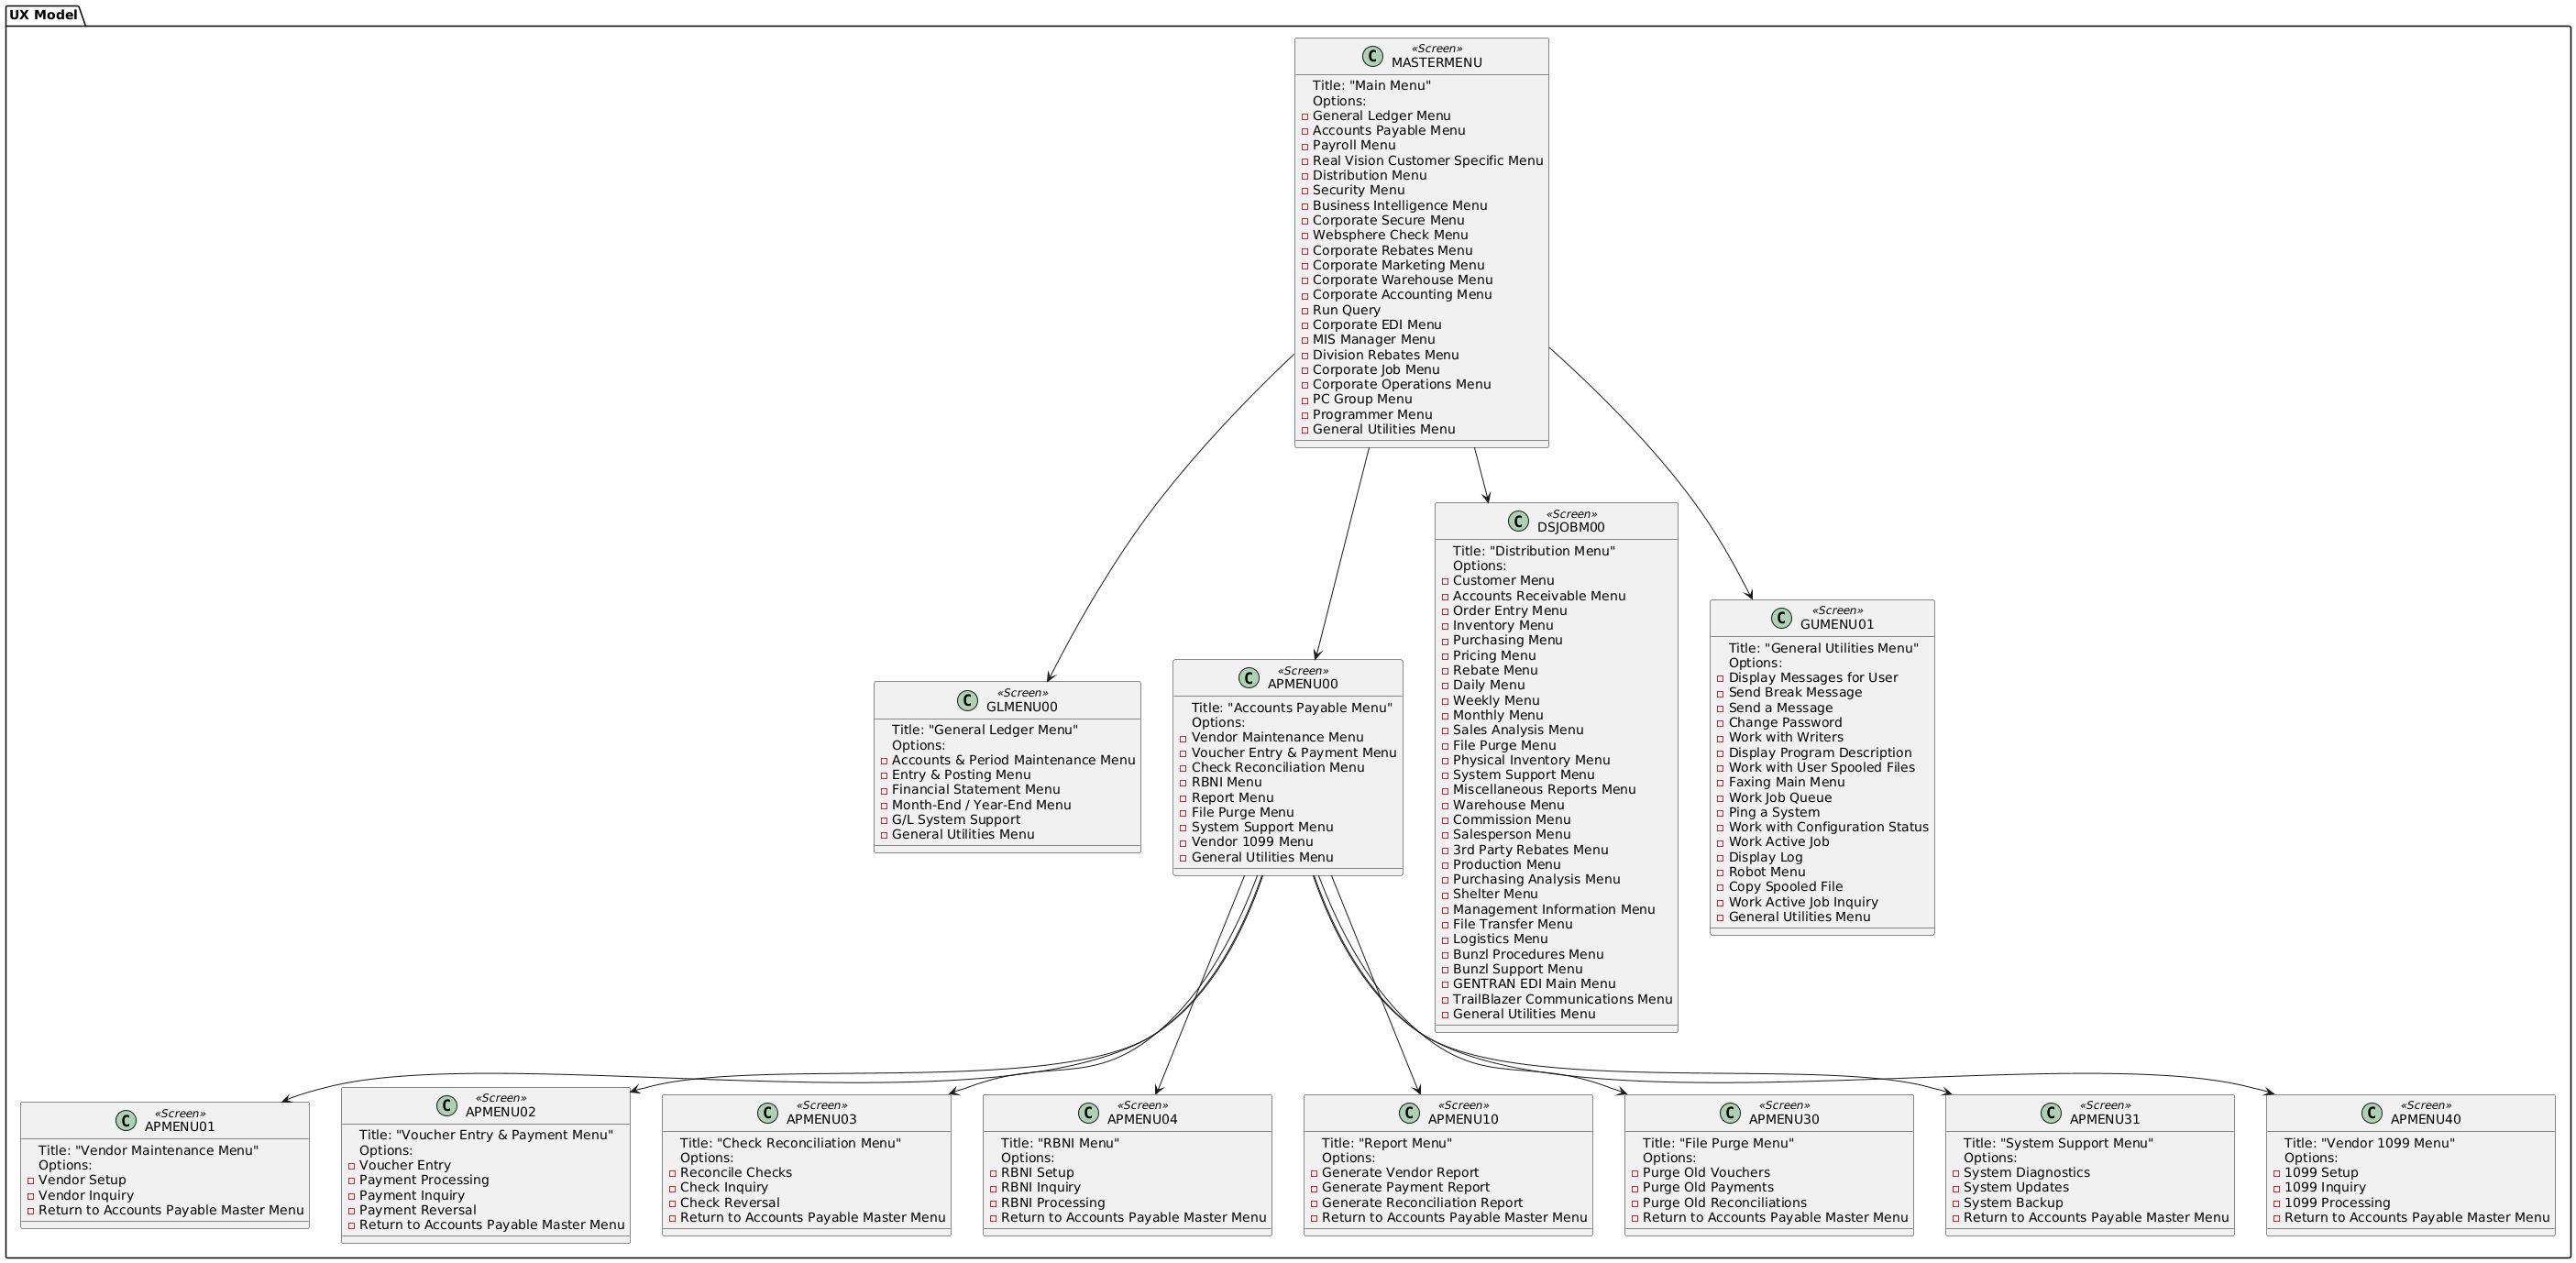 UX Model
«Screen»
C MASTERMENU
Title: "Main Menu"
Options:
General Ledger Menu
Accounts Payable Menu
Payroll Menu
Real Vision Customer Specific Menu
Distribution Menu
Security Menu
Business Intelligence Menu
Corporate Secure Menu
Websphere Check Menu
Corporate Rebates Menu
Corporate Marketing Menu
Corporate Warehouse Menu
Corporate Accounting Menu
Run Query
Corporate EDI Menu
MIS Manager Menu
Division Rebates Menu
Corporate Job Menu
Corporate Operations Menu
PC Group Menu
Programmer Menu
General Utilities Menu
«Screen»
C GLMENU00
Title: "General Ledger Menu"
Options:
Accounts & Period Maintenance Menu
Entry & Posting Menu
Financial Statement Menu
Month-End / Year-End Menu
G/L System Support
General Utilities Menu
«Screen»
C APMENU00
Title: "Accounts Payable Menu"
Options:
Vendor Maintenance Menu
Voucher Entry & Payment Menu
Check Reconciliation Menu
RBNI Menu
Report Menu
File Purge Menu
System Support Menu
Vendor 1099 Menu
General Utilities Menu
«Screen»
C DSJOBM00
Title: "Distribution Menu"
Options:
Customer Menu
Accounts Receivable Menu
Order Entry Menu
Inventory Menu
Purchasing Menu
Pricing Menu
Rebate Menu
Daily Menu
Weekly Menu
Monthly Menu
Sales Analysis Menu
File Purge Menu
Physical Inventory Menu
System Support Menu
Miscellaneous Reports Menu
Warehouse Menu
Commission Menu
Salesperson Menu
3rd Party Rebates Menu
Production Menu
Purchasing Analysis Menu
Shelter Menu
Management Information Menu
File Transfer Menu
Logistics Menu
Bunzl Procedures Menu
Bunzl Support Menu
GENTRAN EDI Main Menu
TrailBlazer Communications Menu
General Utilities Menu
«Screen»
C GUMENU01
Title: "General Utilities Menu"
Options:
Display Messages for User
Send Break Message
Send a Message
Change Password
Work with Writers
Display Program Description
Work with User Spooled Files
Faxing Main Menu
Work Job Queue
Ping a System
Work with Configuration Status
Work Active Job
Display Log
Robot Menu
Copy Spooled File
Work Active Job Inquiry
General Utilities Menu
«Screen»
C APMENU01
Title: "Vendor Maintenance Menu"
Options:
Vendor Setup
Vendor Inquiry
Return to Accounts Payable Master Menu
«Screen»
C APMENU02
Title: "Voucher Entry & Payment Menu"
Options:
Voucher Entry
Payment Processing
Payment Inquiry
Payment Reversal
Return to Accounts Payable Master Menu
«Screen»
C APMENU03
Title: "Check Reconciliation Menu"
Options:
Reconcile Checks
Check Inquiry
Check Reversal
Return to Accounts Payable Master Menu
«Screen»
C APMENU04
Title: "RBNI Menu"
Options:
RBNI Setup
RBNI Inquiry
RBNI Processing
Return to Accounts Payable Master Menu
«Screen»
C APMENU10
Title: "Report Menu"
Options:
Generate Vendor Report
Generate Payment Report
Generate Reconciliation Report
Return to Accounts Payable Master Menu
«Screen»
C APMENU30
Title: "File Purge Menu"
Options:
Purge Old Vouchers
Purge Old Payments
Purge Old Reconciliations
Return to Accounts Payable Master Menu
«Screen»
C APMENU31
Title: "System Support Menu"
Options:
System Diagnostics
System Updates
System Backup
Return to Accounts Payable Master Menu
«Screen»
C APMENU40
Title: "Vendor 1099 Menu"
Options:
1099 Setup
1099 Inquiry
1099 Processing
Return to Accounts Payable Master Menu